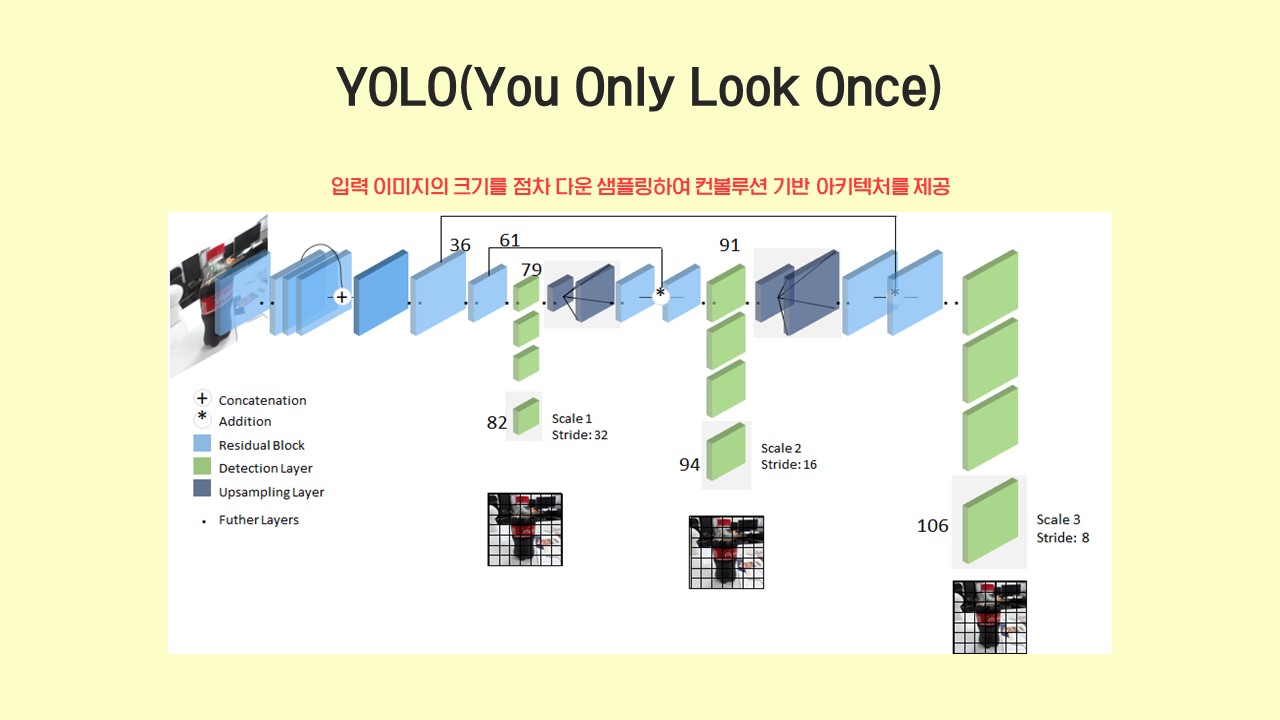 YOLO(You Only Look Once)
입력 이미지의 크기를 점차 다운 샘플링하여 컨볼루션 기반 아키텍처를 제공
36
61
79
91
+
*
*
+ Concatenation
* Addition
Residual Block
Detection Layer
Upsampling Layer
. Futher Layers
82
Scale 1
Stride: 32
94
Scale 2
Stride: 16
106
Scale 3
Stride: 8